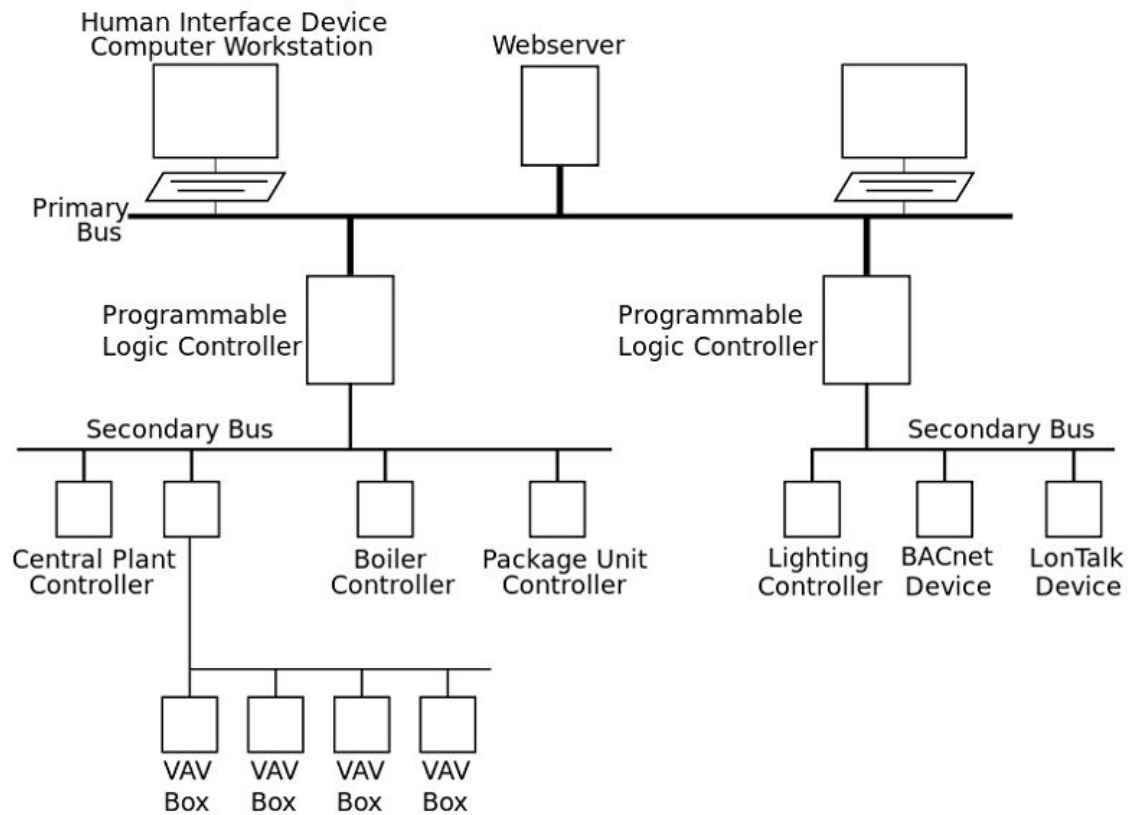 Human Interface Device
Computer Workstation
Webserver
Primary
Bus
Programmable
Logic Controller
Programmable
Logic Controller
Secondary Bus
Secondary Bus
Central Plant
Controller
Boiler
Controller
Package Unit
Controller
Lighting
Controller
BACnet
Device
LonTalk
Device
VAV
Box
VAV
Box
VAV
Box
VAV
Box